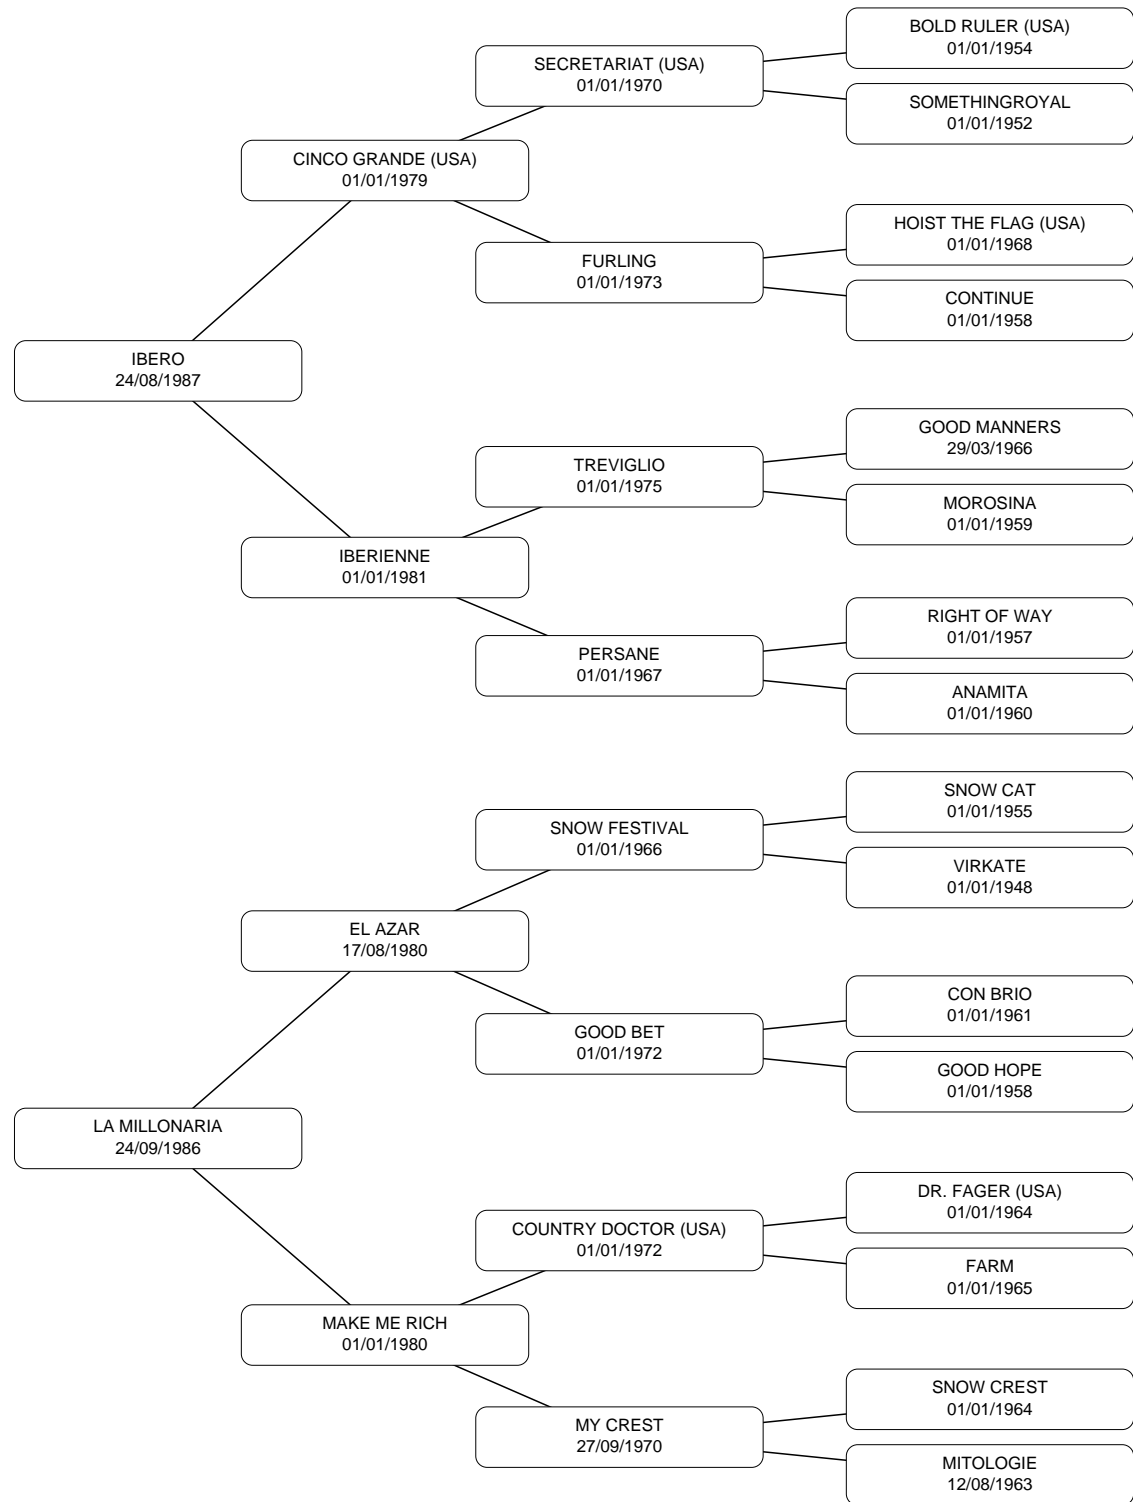 BOLD RULER (USA)
01/01/1954
SECRETARIAT (USA)
01/01/1970
SOMETHINGROYAL
01/01/1952
CINCO GRANDE (USA)
01/01/1979
HOIST THE FLAG (USA)
01/01/1968
FURLING
01/01/1973
CONTINUE
01/01/1958
IBERO
24/08/1987
GOOD MANNERS
29/03/1966
TREVIGLIO
01/01/1975
MOROSINA
01/01/1959
IBERIENNE
01/01/1981
RIGHT OF WAY
01/01/1957
PERSANE
01/01/1967
ANAMITA
01/01/1960
SNOW CAT
01/01/1955
SNOW FESTIVAL
01/01/1966
VIRKATE
01/01/1948
EL AZAR
17/08/1980
CON BRIO
01/01/1961
GOOD BET
01/01/1972
GOOD HOPE
01/01/1958
LA MILLONARIA
24/09/1986
DR. FAGER (USA)
01/01/1964
COUNTRY DOCTOR (USA)
01/01/1972
FARM
01/01/1965
MAKE ME RICH
01/01/1980
SNOW CREST
01/01/1964
MY CREST
27/09/1970
MITOLOGIE
12/08/1963